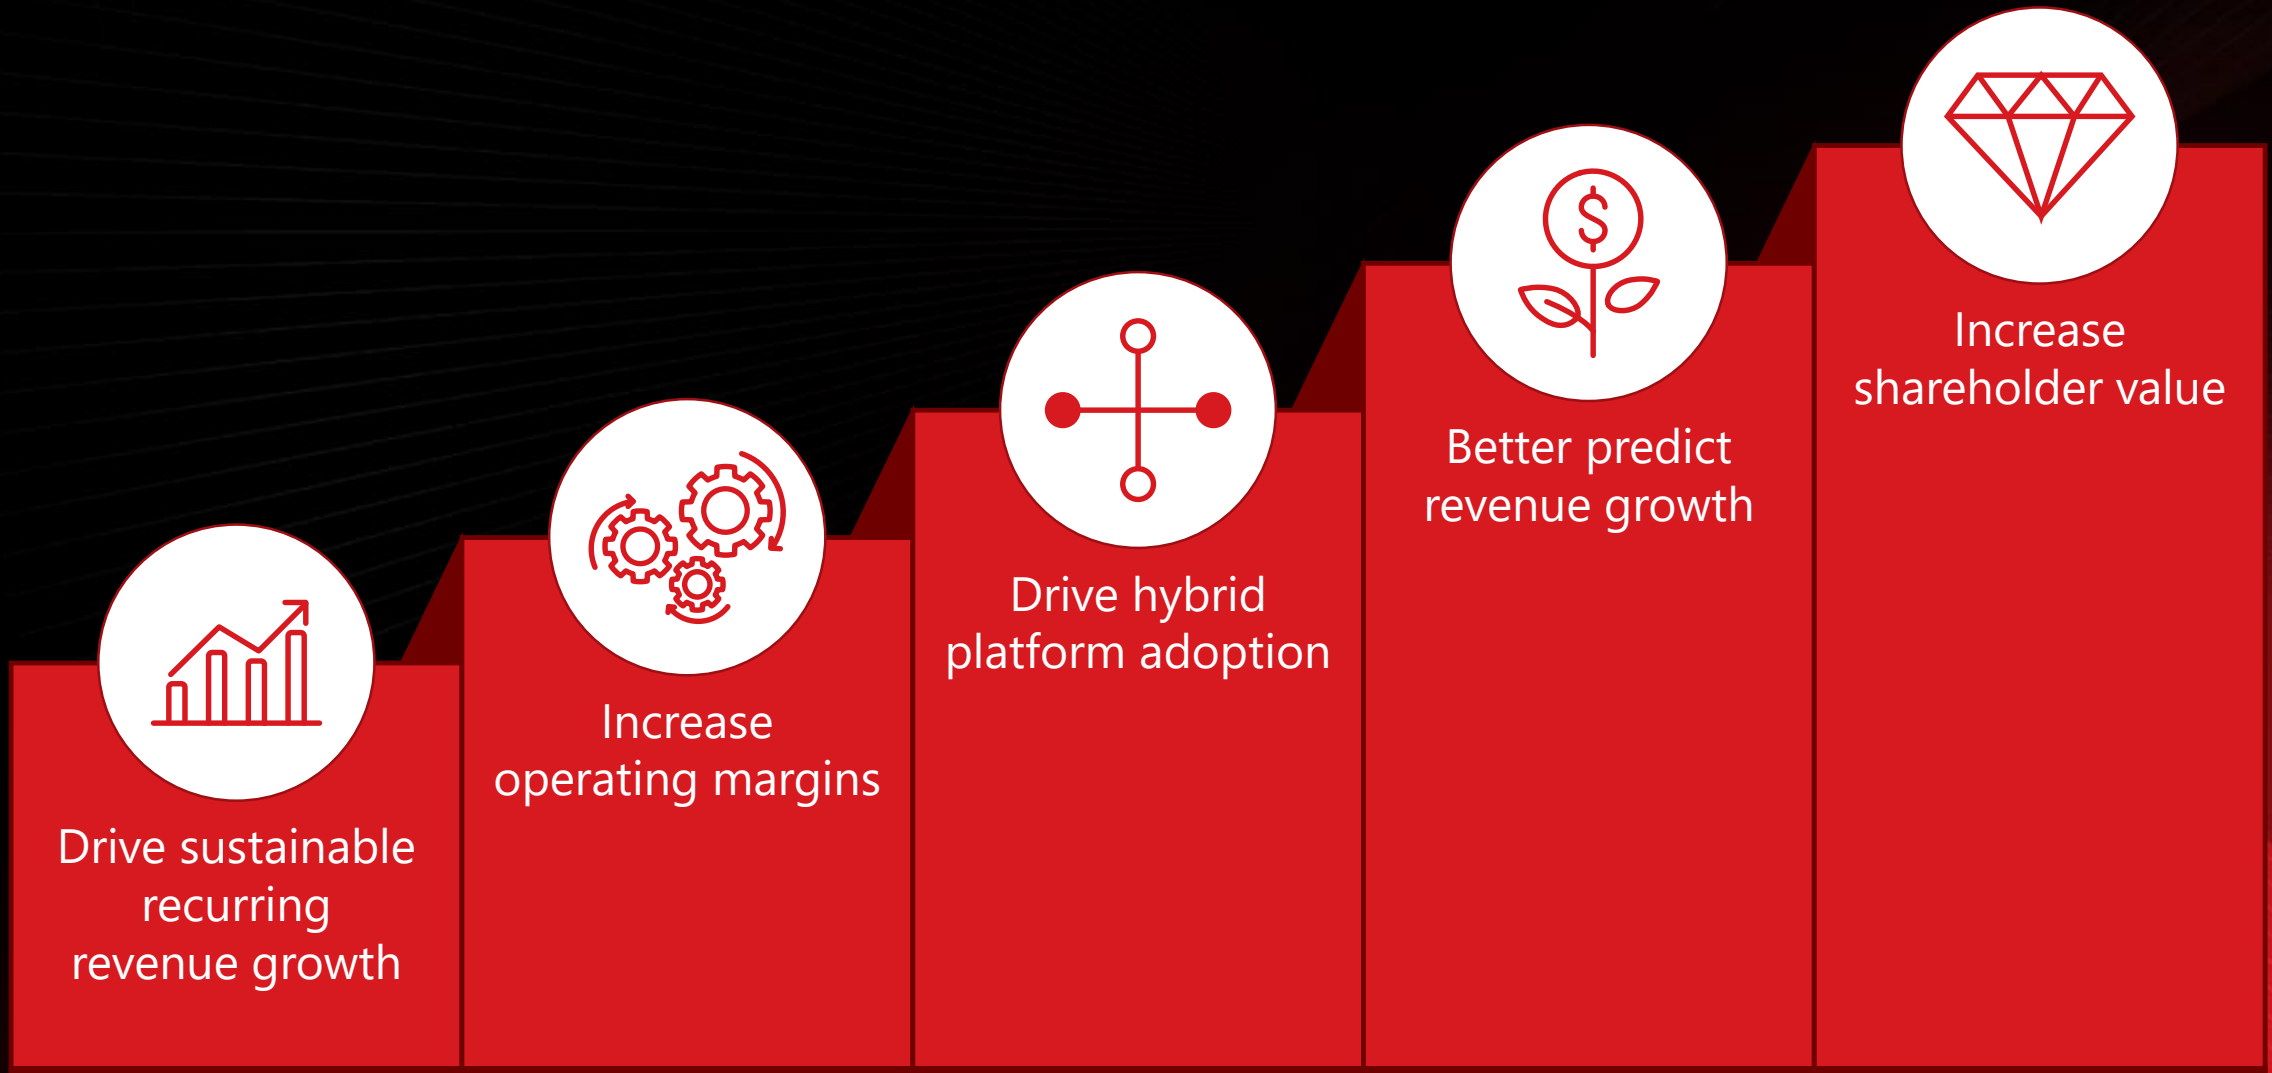 Drive sustainable
recurring
revenue growth
Increase
operating margins
Drive hybrid
platform adoption
$
Better predict
revenue growth
Increase
shareholder value